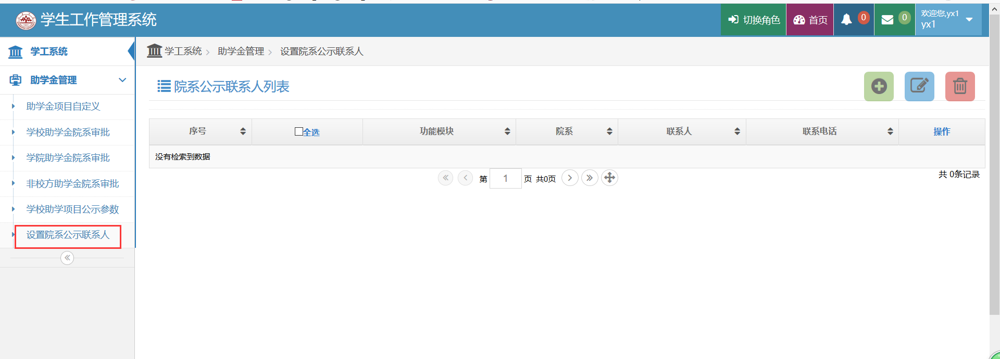 学生工作管理系统
切换角色
首页
0
0
欢迎您,yx1
yx1
学工系统
助学金管理
助学金项目自定义
学校助学金院系审批
学院助学金院系审批
非校方助学金院系审批
学校助学项目公示参数
设置院系公示联系人
学工系统 > 助学金管理 > 设置院系公示联系人
院系公示联系人列表
序号 全选 功能模块 院系 联系人 联系电话 操作
没有检索到数据
第 1 页 共0页
共 0条记录